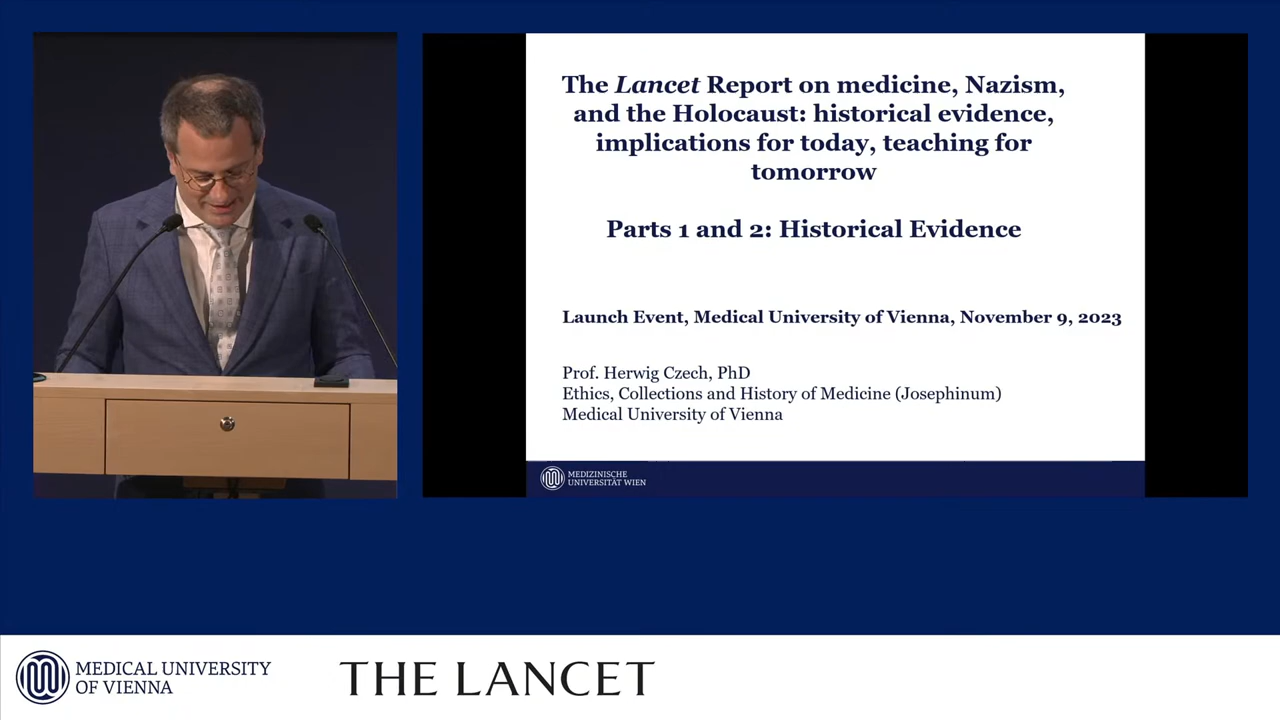 The Lancet Report on medicine, Nazism,
and the Holocaust: historical evidence,
implications for today, teaching for
tomorrow
Parts 1 and 2: Historical Evidence
Launch Event, Medical University of Vienna, November 9, 2023
Prof. Herwig Czech, PhD
Ethics, Collections and History of Medicine (Josephinum)
Medical University of Vienna
MEDIZINISCHE
UNIVERSITÄT WIEN
MEDICAL UNIVERSITY
OF VIENNA
THE LANCET